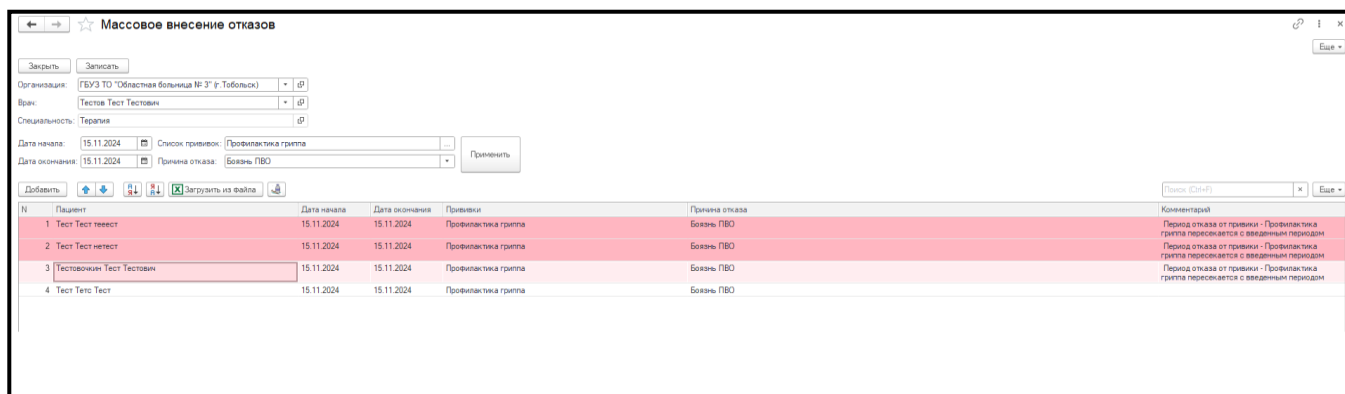 Массовое внесение отказов
Еще
Закрыть Записать
Организация: ГБУЗ ТО "Областная больница № 3" (г.Тобольск)
Врач: Тестов Тест Тестович
Специальность: Терапия
Дата начала: 15.11.2024 Список прививок: Профилактика гриппа ...
Дата окончания: 15.11.2024 Причина отказа: Боязнь ПВО
Применить
Добавить Загрузить из файла Поиск (Ctrl+F) × Еще
N Пациент Дата начала Дата окончания Прививки Причина отказа Комментарий
1 Тест Тест тееест 15.11.2024 15.11.2024 Профилактика гриппа Боязнь ПВО Период отказа от привики - Профилактика
гриппа пересекается с введенным периодом
2 Тест Тест нетест 15.11.2024 15.11.2024 Профилактика гриппа Боязнь ПВО Период отказа от привики - Профилактика
гриппа пересекается с введенным периодом
3 Тестовочкин Тест Тестович 15.11.2024 15.11.2024 Профилактика гриппа Боязнь ПВО Период отказа от привики - Профилактика
гриппа пересекается с введенным периодом
4 Тест Тетс Тест 15.11.2024 15.11.2024 Профилактика гриппа Боязнь ПВО